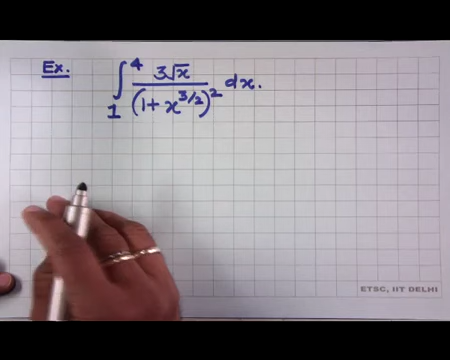 Ex. ∫₁⁴ 3√x / (1+x^{3/2})² dx.
ETSC, IIT DELHI